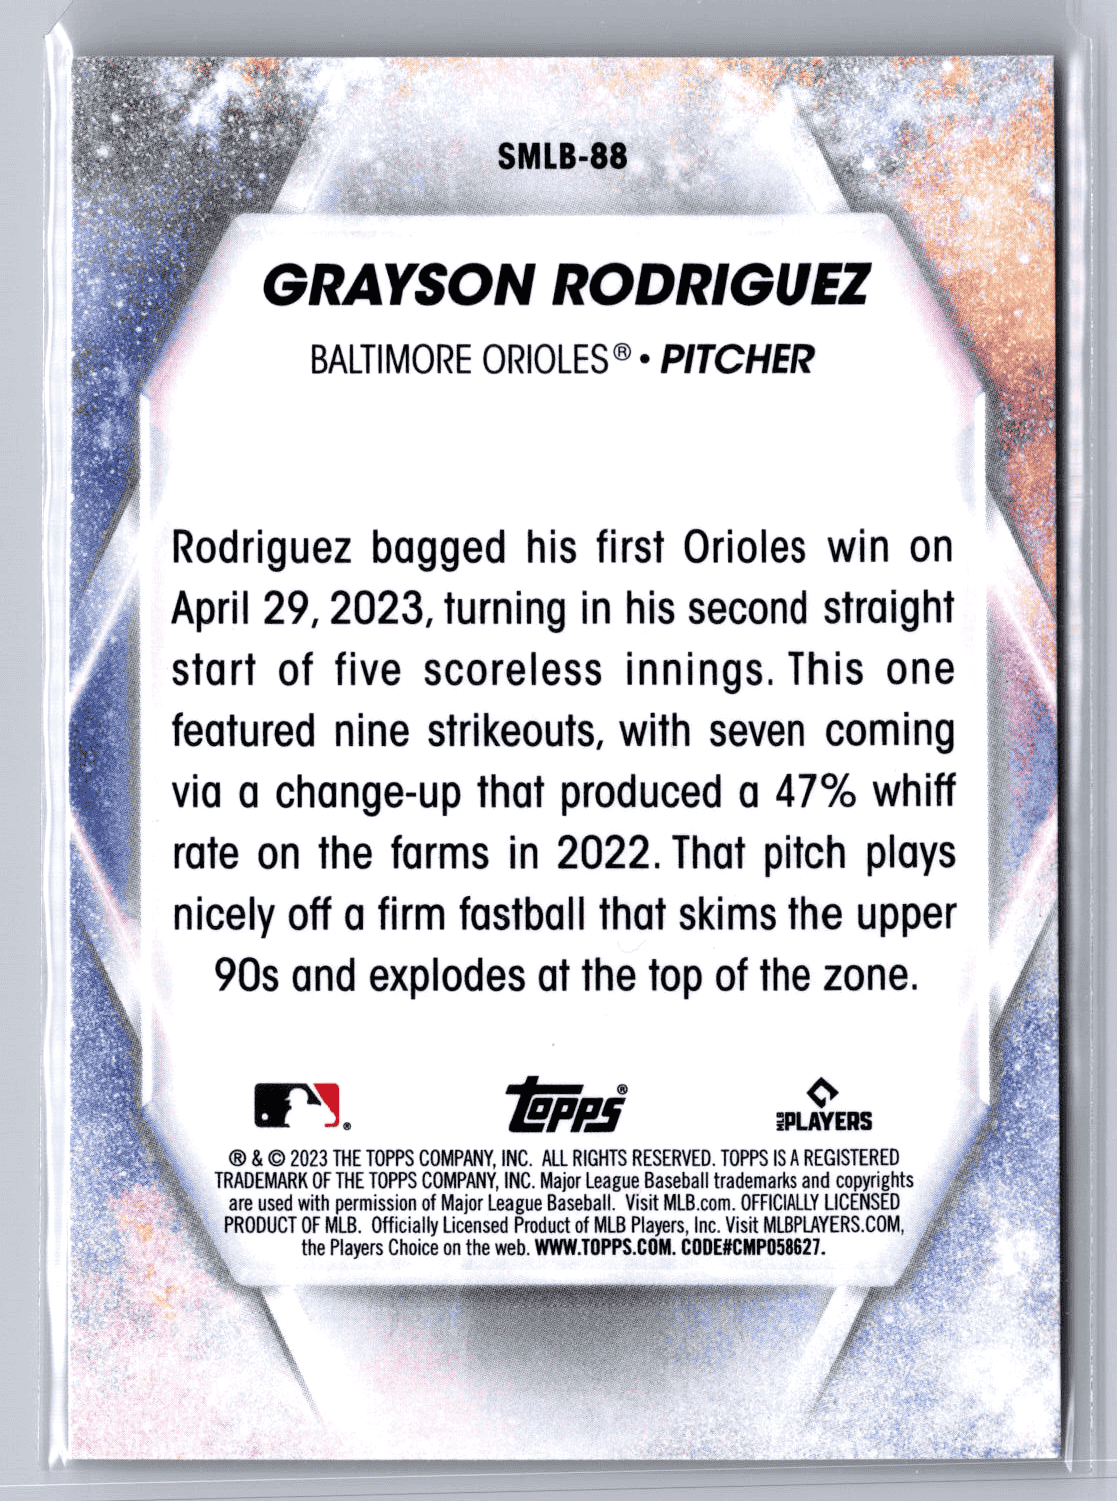 SMLB-88
GRAYSON RODRIGUEZ
BALTIMORE ORIOLES® • PITCHER
Rodriguez bagged his first Orioles win on
April 29, 2023, turning in his second straight
start of five scoreless innings. This one
featured nine strikeouts, with seven coming
via a change-up that produced a 47% whiff
rate on the farms in 2022. That pitch plays
nicely off a firm fastball that skims the upper
90s and explodes at the top of the zone.
® topps® MLB PLAYERS
® & © 2023 THE TOPPS COMPANY, INC. ALL RIGHTS RESERVED. TOPPS IS A REGISTERED
TRADEMARK OF THE TOPPS COMPANY, INC. Major League Baseball trademarks and copyrights
are used with permission of Major League Baseball. Visit MLB.com. OFFICIALLY LICENSED
PRODUCT OF MLB. Officially Licensed Product of MLB Players, Inc. Visit MLBPLAYERS.COM,
the Players Choice on the web. WWW.TOPPS.COM. CODE#CMP058627.